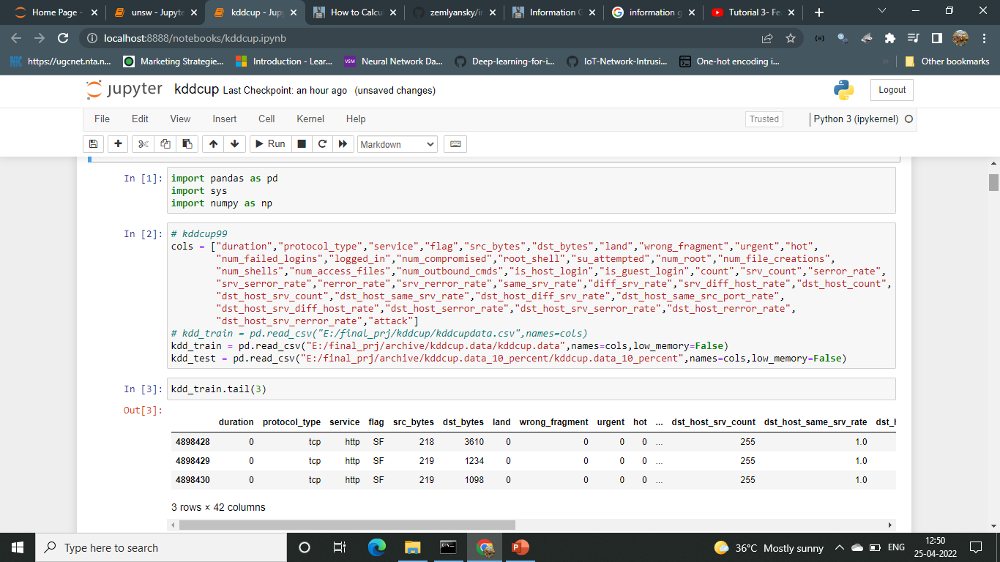 Home Page -
unsw - Jupyte
kddcup - Jup
How to Calcu
zemlyansky/i
Information G
information g
Tutorial 3- Fe
localhost:8888/notebooks/kddcup.ipynb
https://ugcnet.nta.n...
Marketing Strategie...
Introduction - Lear...
VSM Neural Network Da...
Deep-learning-for-i...
IoT-Network-Intrusi...
One-hot encoding i...
» Other bookmarks
jupyter kddcup Last Checkpoint: an hour ago (unsaved changes) Logout
File Edit View Insert Cell Kernel Help Trusted Python 3 (ipykernel)
Run Markdown
In [1]: import pandas as pd
import sys
import numpy as np
In [2]: # kddcup99
cols = ["duration","protocol_type","service","flag","src_bytes","dst_bytes","land","wrong_fragment","urgent","hot",
"num_failed_logins","logged_in","num_compromised","root_shell","su_attempted","num_root","num_file_creations",
"num_shells","num_access_files","num_outbound_cmds","is_host_login","is_guest_login","count","srv_count","serror_rate",
"srv_serror_rate","rerror_rate","srv_rerror_rate","same_srv_rate","diff_srv_rate","srv_diff_host_rate","dst_host_count",
"dst_host_srv_count","dst_host_same_srv_rate","dst_host_diff_srv_rate","dst_host_same_src_port_rate",
"dst_host_srv_diff_host_rate","dst_host_serror_rate","dst_host_srv_serror_rate","dst_host_rerror_rate",
"dst_host_srv_rerror_rate","attack"]
# kdd_train = pd.read_csv("E:/final_prj/kddcup/kddcupdata.csv",names=cols)
kdd_train = pd.read_csv("E:/final_prj/archive/kddcup.data/kddcup.data",names=cols,low_memory=False)
kdd_test = pd.read_csv("E:/final_prj/archive/kddcup.data_10_percent/kddcup.data_10_percent",names=cols,low_memory=False)
In [3]: kdd_train.tail(3)
Out[3]:
duration protocol_type service flag src_bytes dst_bytes land wrong_fragment urgent hot ... dst_host_srv_count dst_host_same_srv_rate
4898428 0 tcp http SF 218 3610 0 0 0 0 ... 255 1.0
4898429 0 tcp http SF 219 1234 0 0 0 0 ... 255 1.0
4898430 0 tcp http SF 219 1098 0 0 0 0 ... 255 1.0
3 rows × 42 columns
Type here to search
36°C Mostly sunny
ENG
12:50
25-04-2022